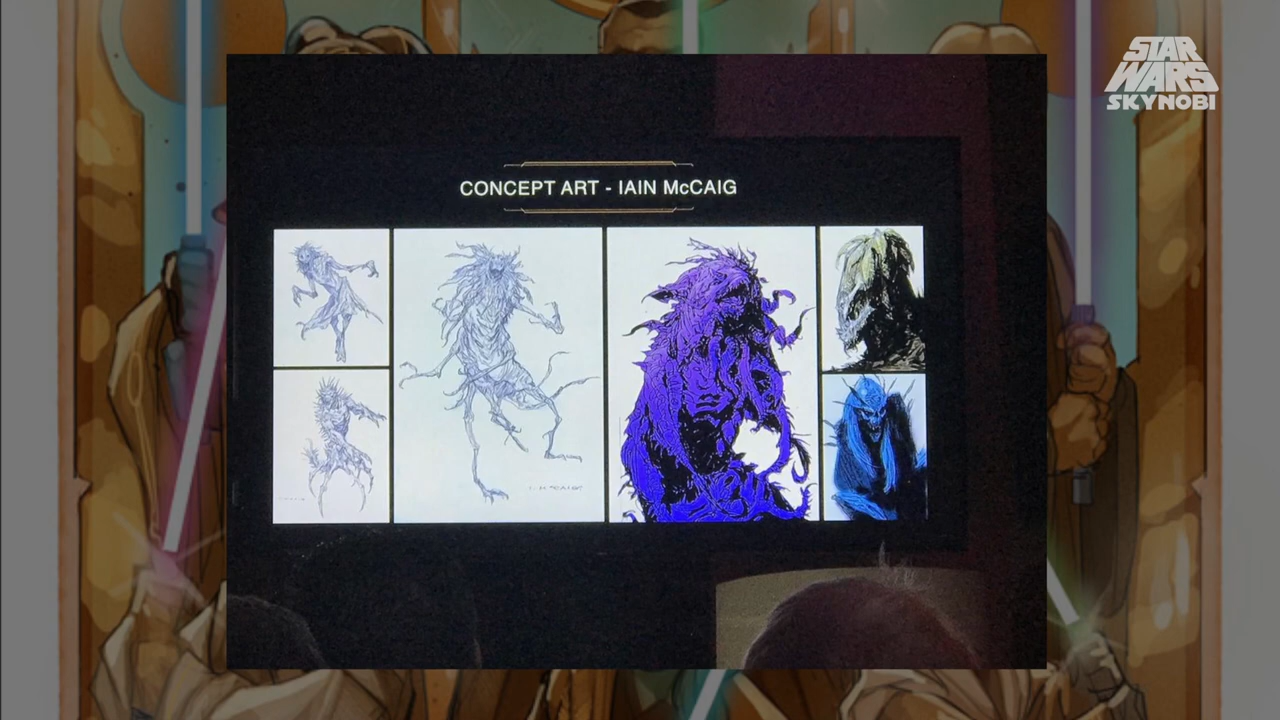 STAR
WARS
SKYNOBI
CONCEPT ART - IAIN McCAIG